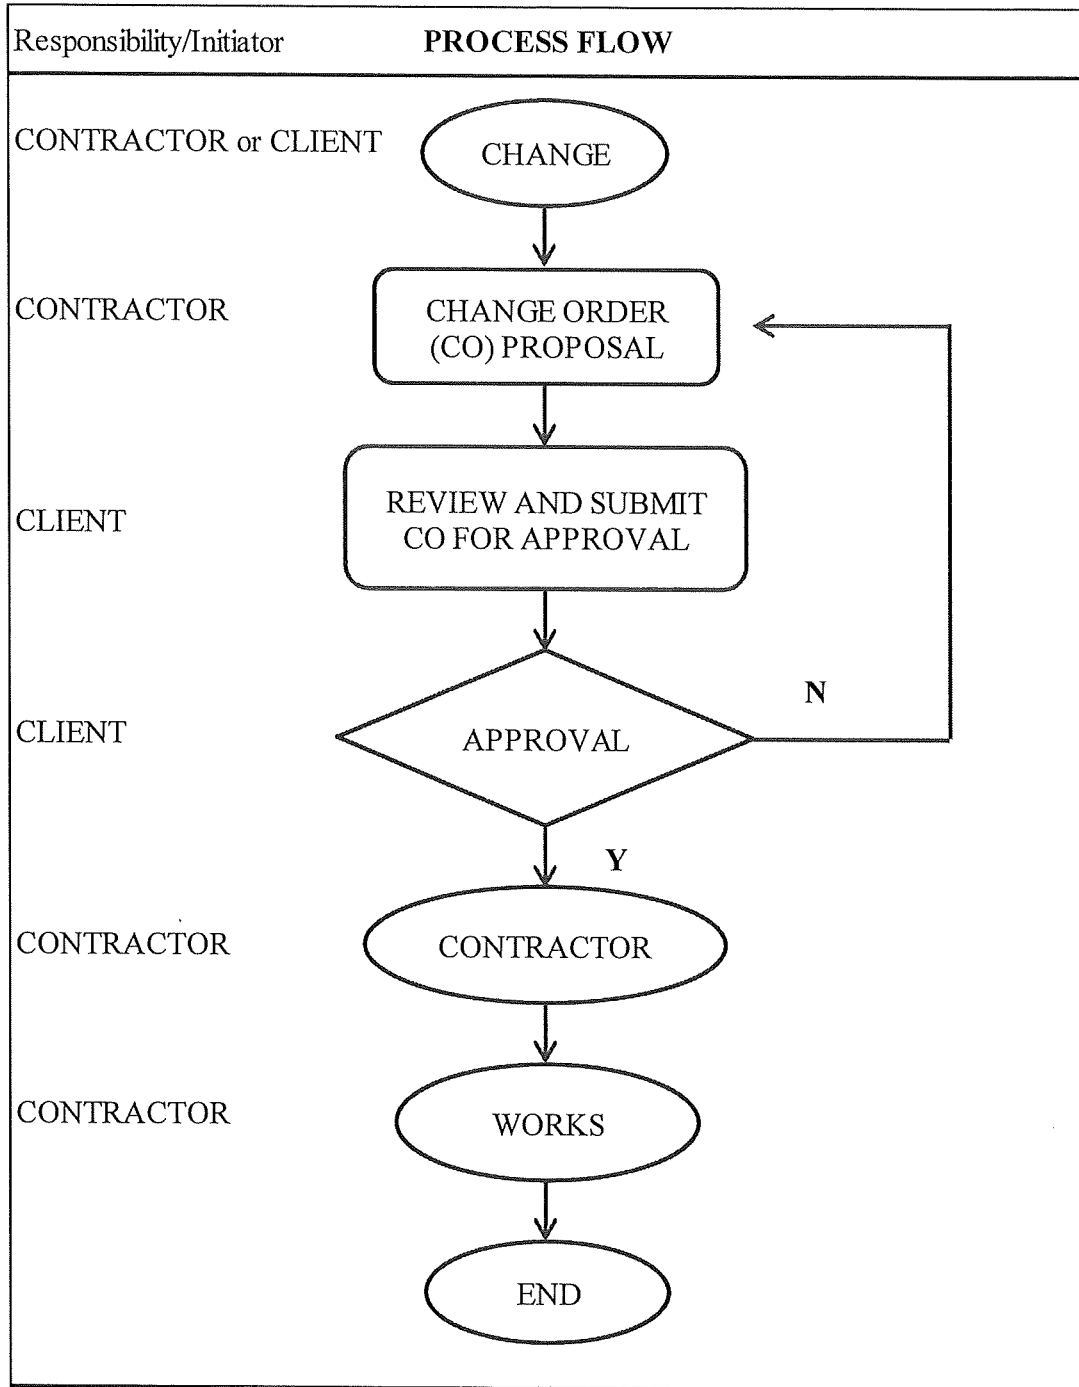 Responsibility/Initiator PROCESS FLOW
CONTRACTOR or CLIENT
CHANGE
CONTRACTOR
CHANGE ORDER
(CO) PROPOSAL
CLIENT
REVIEW AND SUBMIT
CO FOR APPROVAL
CLIENT
APPROVAL
N
Y
CONTRACTOR
CONTRACTOR
CONTRACTOR
WORKS
END